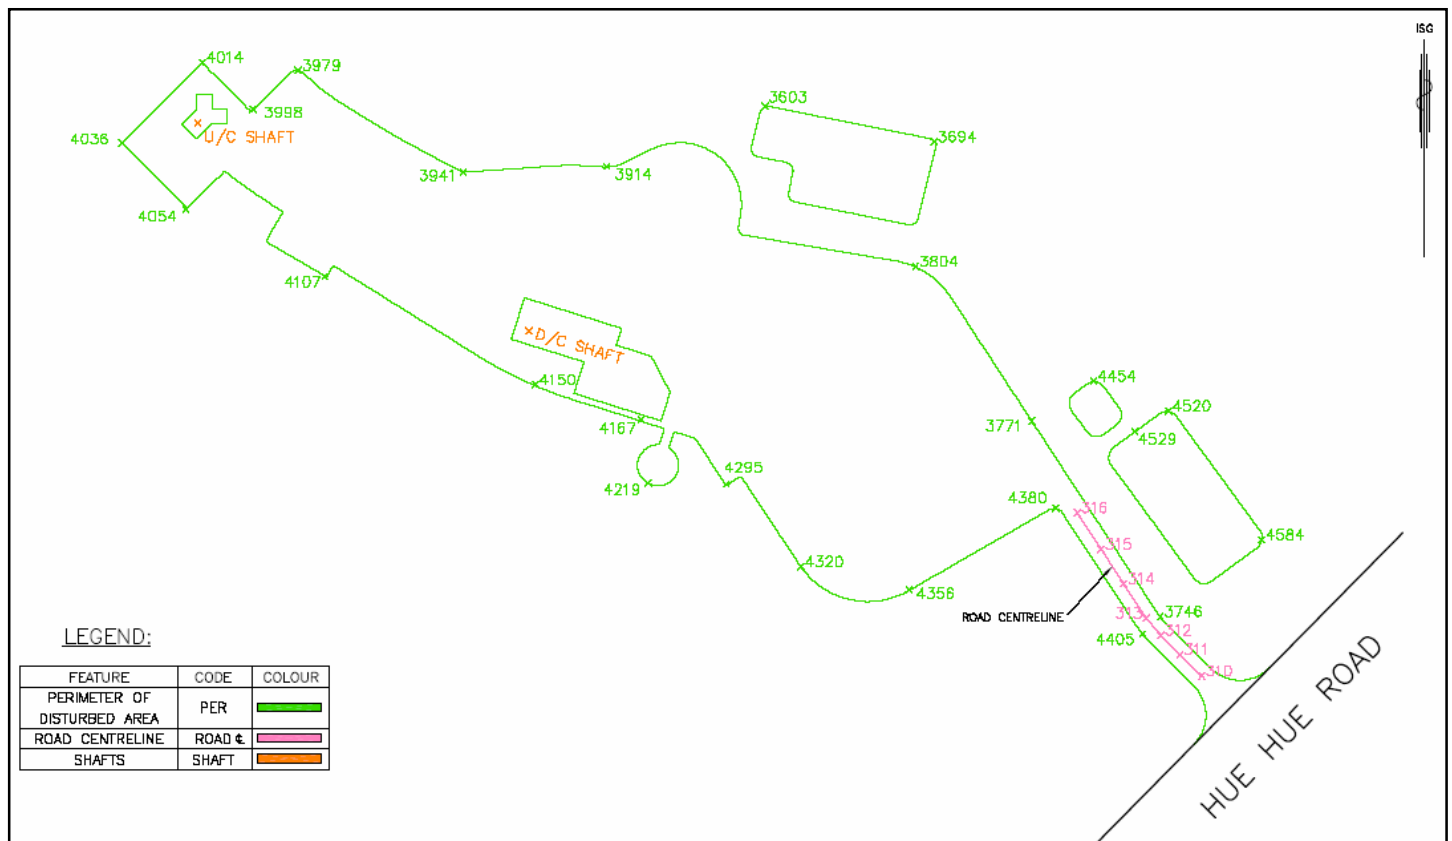 ISG
4014
3979
3603
3998
4036
U/C SHAFT
3694
3941
3914
4054
3804
4107
D/C SHAFT
4150
4454
4520
4167
3771
4529
4295
4219
4380
316
4584
315
4320
314
4356
ROAD CENTRELINE
313
3746
312
4405
311
310
HUE HUE ROAD
LEGEND:
FEATURE CODE COLOUR
PERIMETER OF
DISTURBED AREA PER
ROAD CENTRELINE ROAD ℄
SHAFTS SHAFT